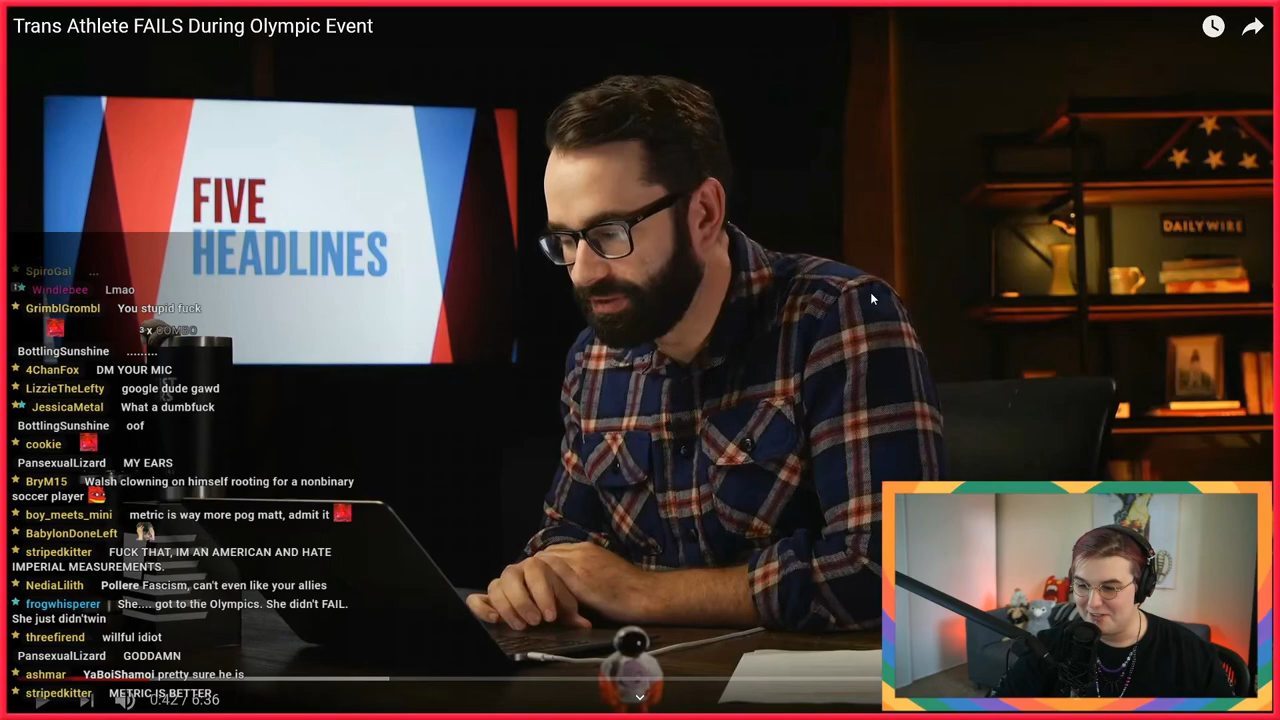 Trans Athlete FAILS During Olympic Event
FIVE
HEADLINES
DAILYWIRE
SpiroGal ...
Windlebee Lmao
GrimblGrombl You stupid fuck
3 x COMBO
BottlingSunshine .........
4ChanFox DM YOUR MIC
LizzieTheLefty google dude gawd
JessicaMetal What a dumbfuck
BottlingSunshine oof
cookie
PansexualLizard MY EARS
BryM15 Walsh clowning on himself rooting for a nonbinary
soccer player
boy_meets_mini metric is way more pog matt, admit it
BabylonDoneLeft
stripedkitter FUCK THAT, IM AN AMERICAN AND HATE
IMPERIAL MEASUREMENTS.
NediaLilith Pollere Fascism, can't even like your allies
frogwhisperer | She.... got to the Olympics. She didn't FAIL.
She just didn'twin
threefirend willful idiot
PansexualLizard GODDAMN
ashmar YaBoiShamoi pretty sure he is
stripedkitter METRIC IS BETTER
0:42 / 6:36